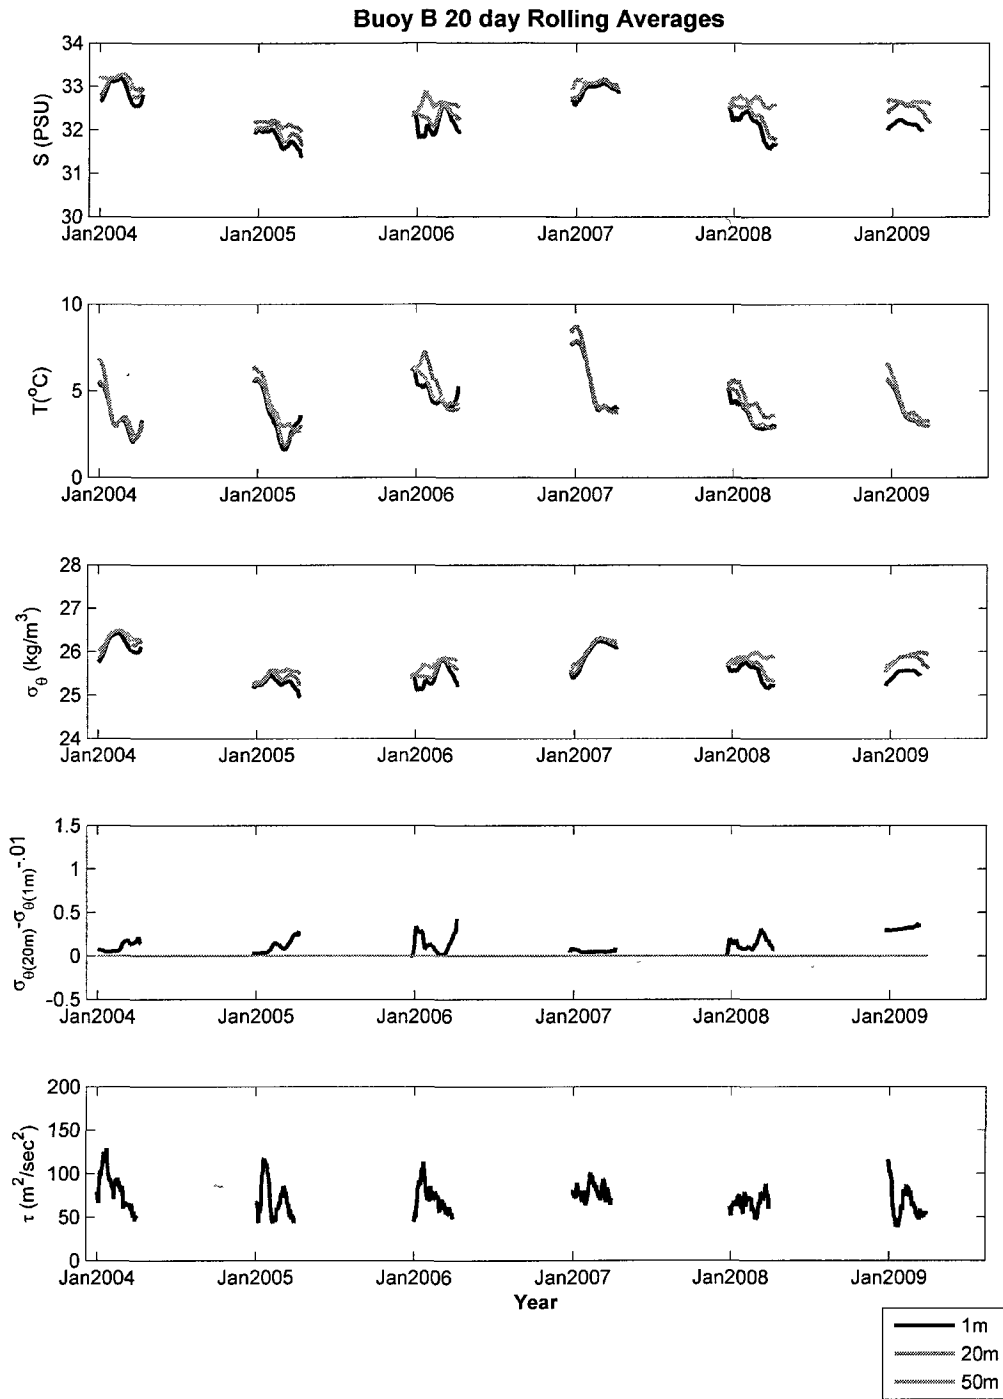 Buoy B 20 day Rolling Averages
S (PSU)
34
33
32
31
30
Jan2004 Jan2005 Jan2006 Jan2007 Jan2008 Jan2009
T(°C)
10
5
0
Jan2004 Jan2005 Jan2006 Jan2007 Jan2008 Jan2009
σθ (kg/m³)
28
27
26
25
24
Jan2004 Jan2005 Jan2006 Jan2007 Jan2008 Jan2009
σθ(20m)-σθ(1m)-.01
1.5
1
0.5
0
-0.5
Jan2004 Jan2005 Jan2006 Jan2007 Jan2008 Jan2009
τ (m²/sec²)
200
150
100
50
0
Jan2004 Jan2005 Jan2006 Jan2007 Jan2008 Jan2009
Year
1m
20m
50m